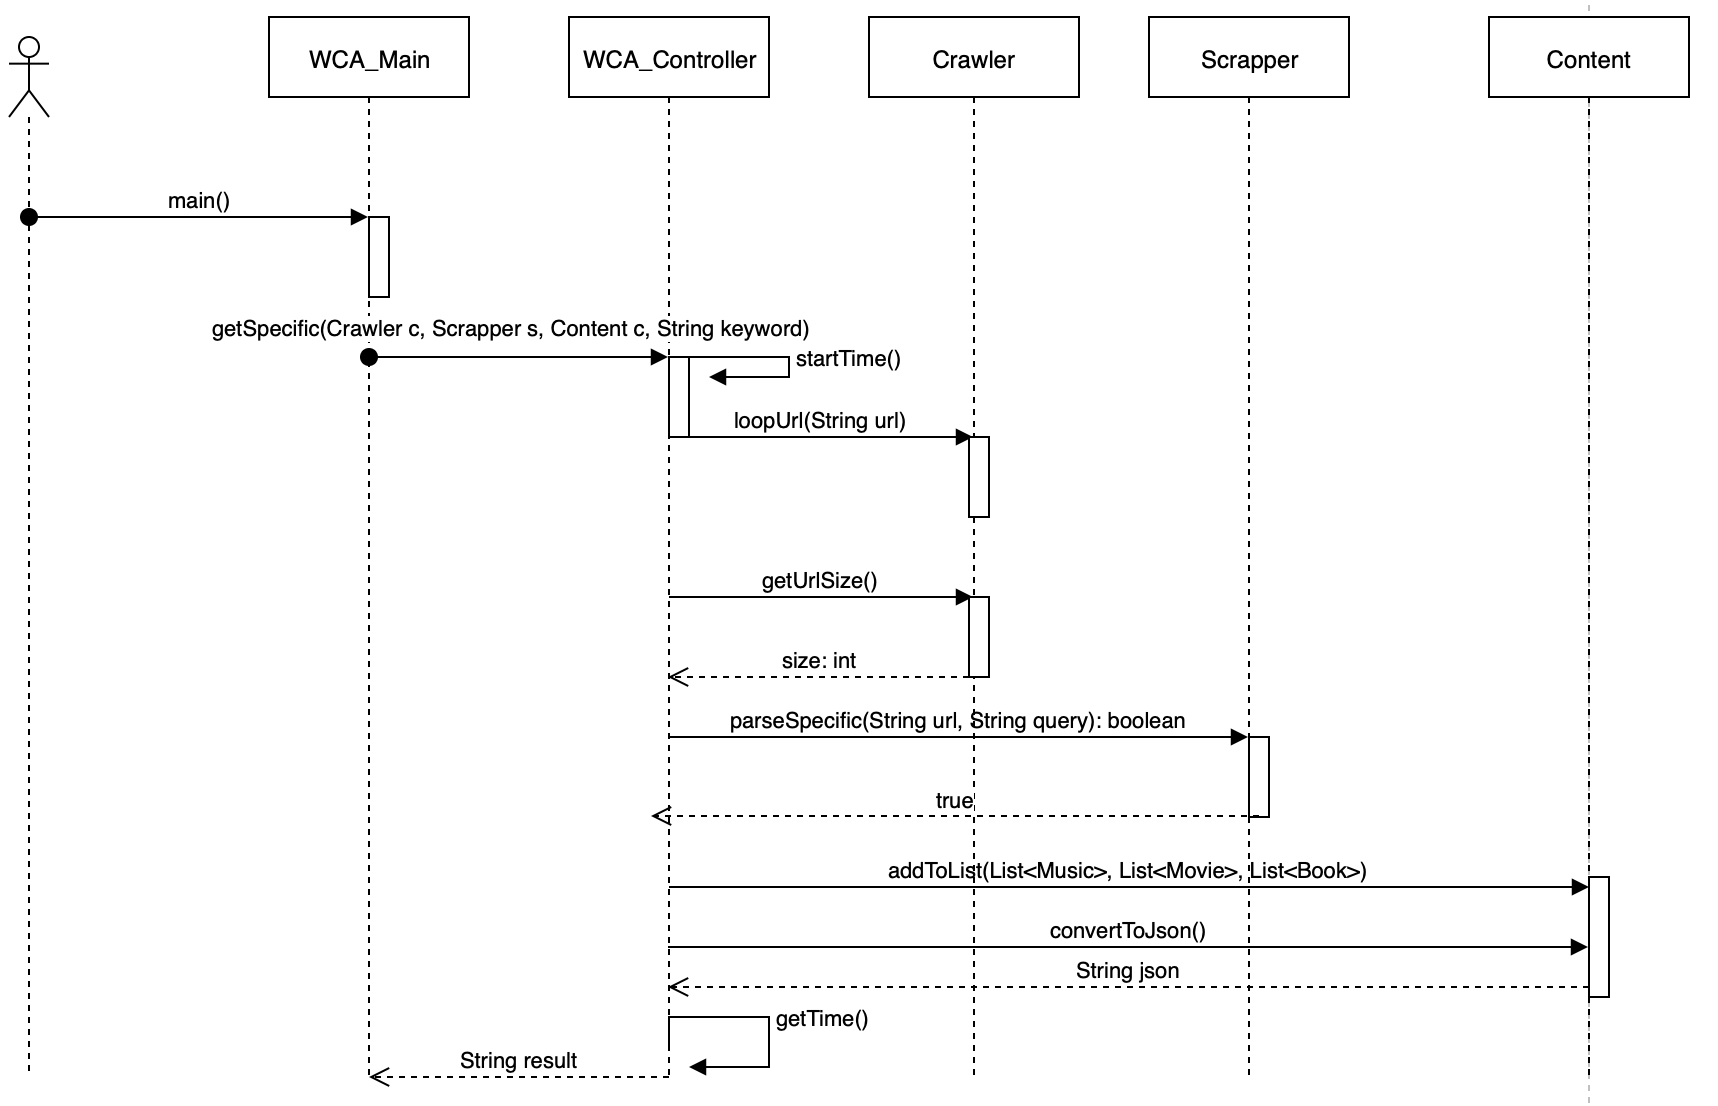 WCA_Main
WCA_Controller
Crawler
Scrapper
Content
main()
getSpecific(Crawler c, Scrapper s, Content c, String keyword)
startTime()
loopUrl(String url)
getUrlSize()
size: int
parseSpecific(String url, String query): boolean
true
addToList(List<Music>, List<Movie>, List<Book>)
convertToJson()
String json
getTime()
String result